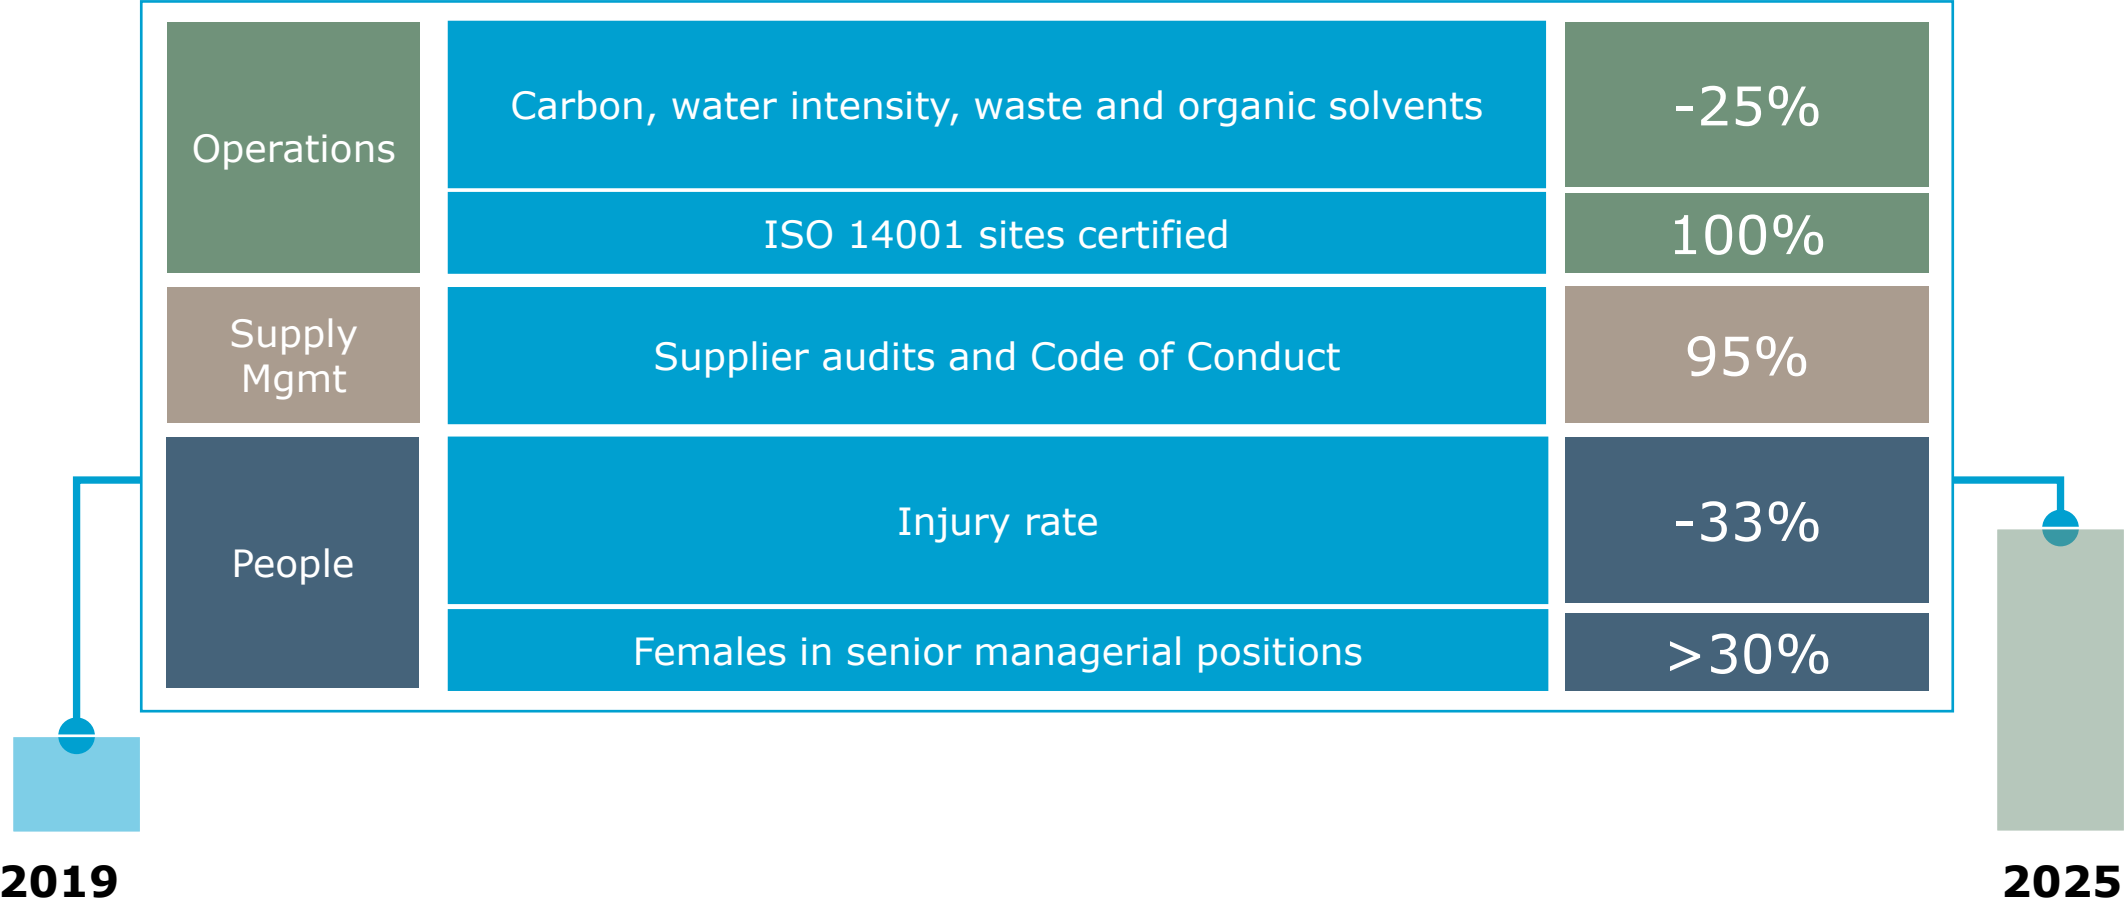 Operations
Carbon, water intensity, waste and organic solvents
-25%
ISO 14001 sites certified
100%
Supply
Mgmt
Supplier audits and Code of Conduct
95%
People
Injury rate
-33%
Females in senior managerial positions
>30%
2019
2025